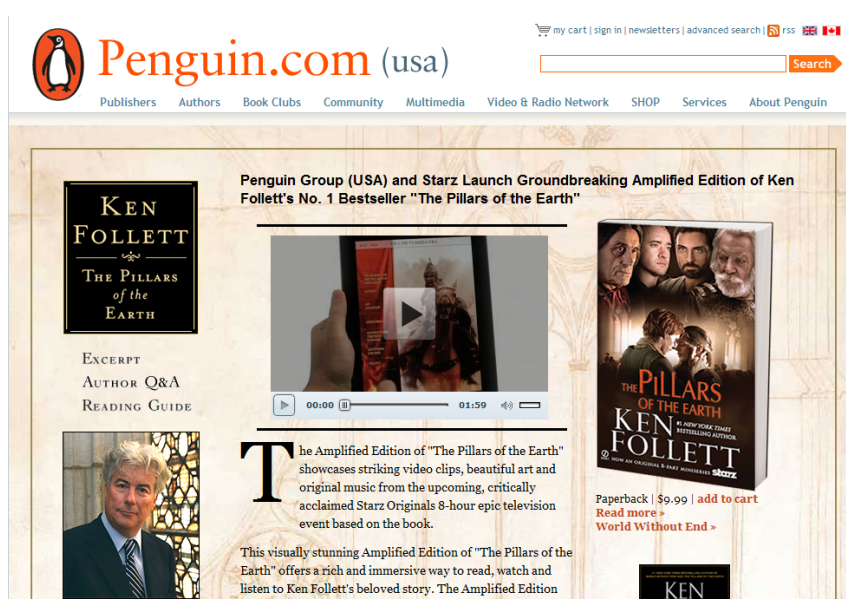 my cart | sign in | newsletters | advanced search | rss
Penguin.com (usa)
Search
Publishers Authors Book Clubs Community Multimedia Video & Radio Network SHOP Services About Penguin
KEN
FOLLETT
THE PILLARS
of the
EARTH
EXCERPT
AUTHOR Q&A
READING GUIDE
Penguin Group (USA) and Starz Launch Groundbreaking Amplified Edition of Ken
Follett's No. 1 Bestseller "The Pillars of the Earth"
00:00 01:59
The Amplified Edition of "The Pillars of the Earth"
showcases striking video clips, beautiful art and
original music from the upcoming, critically
acclaimed Starz Originals 8-hour epic television
event based on the book.
This visually stunning Amplified Edition of "The Pillars of the
Earth" offers a rich and immersive way to read, watch and
listen to Ken Follett's beloved story. The Amplified Edition
THE PILLARS
OF THE EARTH
#1 NEW YORK TIMES
BESTSELLING AUTHOR
KEN
FOLLETT
NOW AN ORIGINAL 8-PART MINISERIES starz
Paperback | $9.99 | add to cart
Read more »
World Without End »
KEN